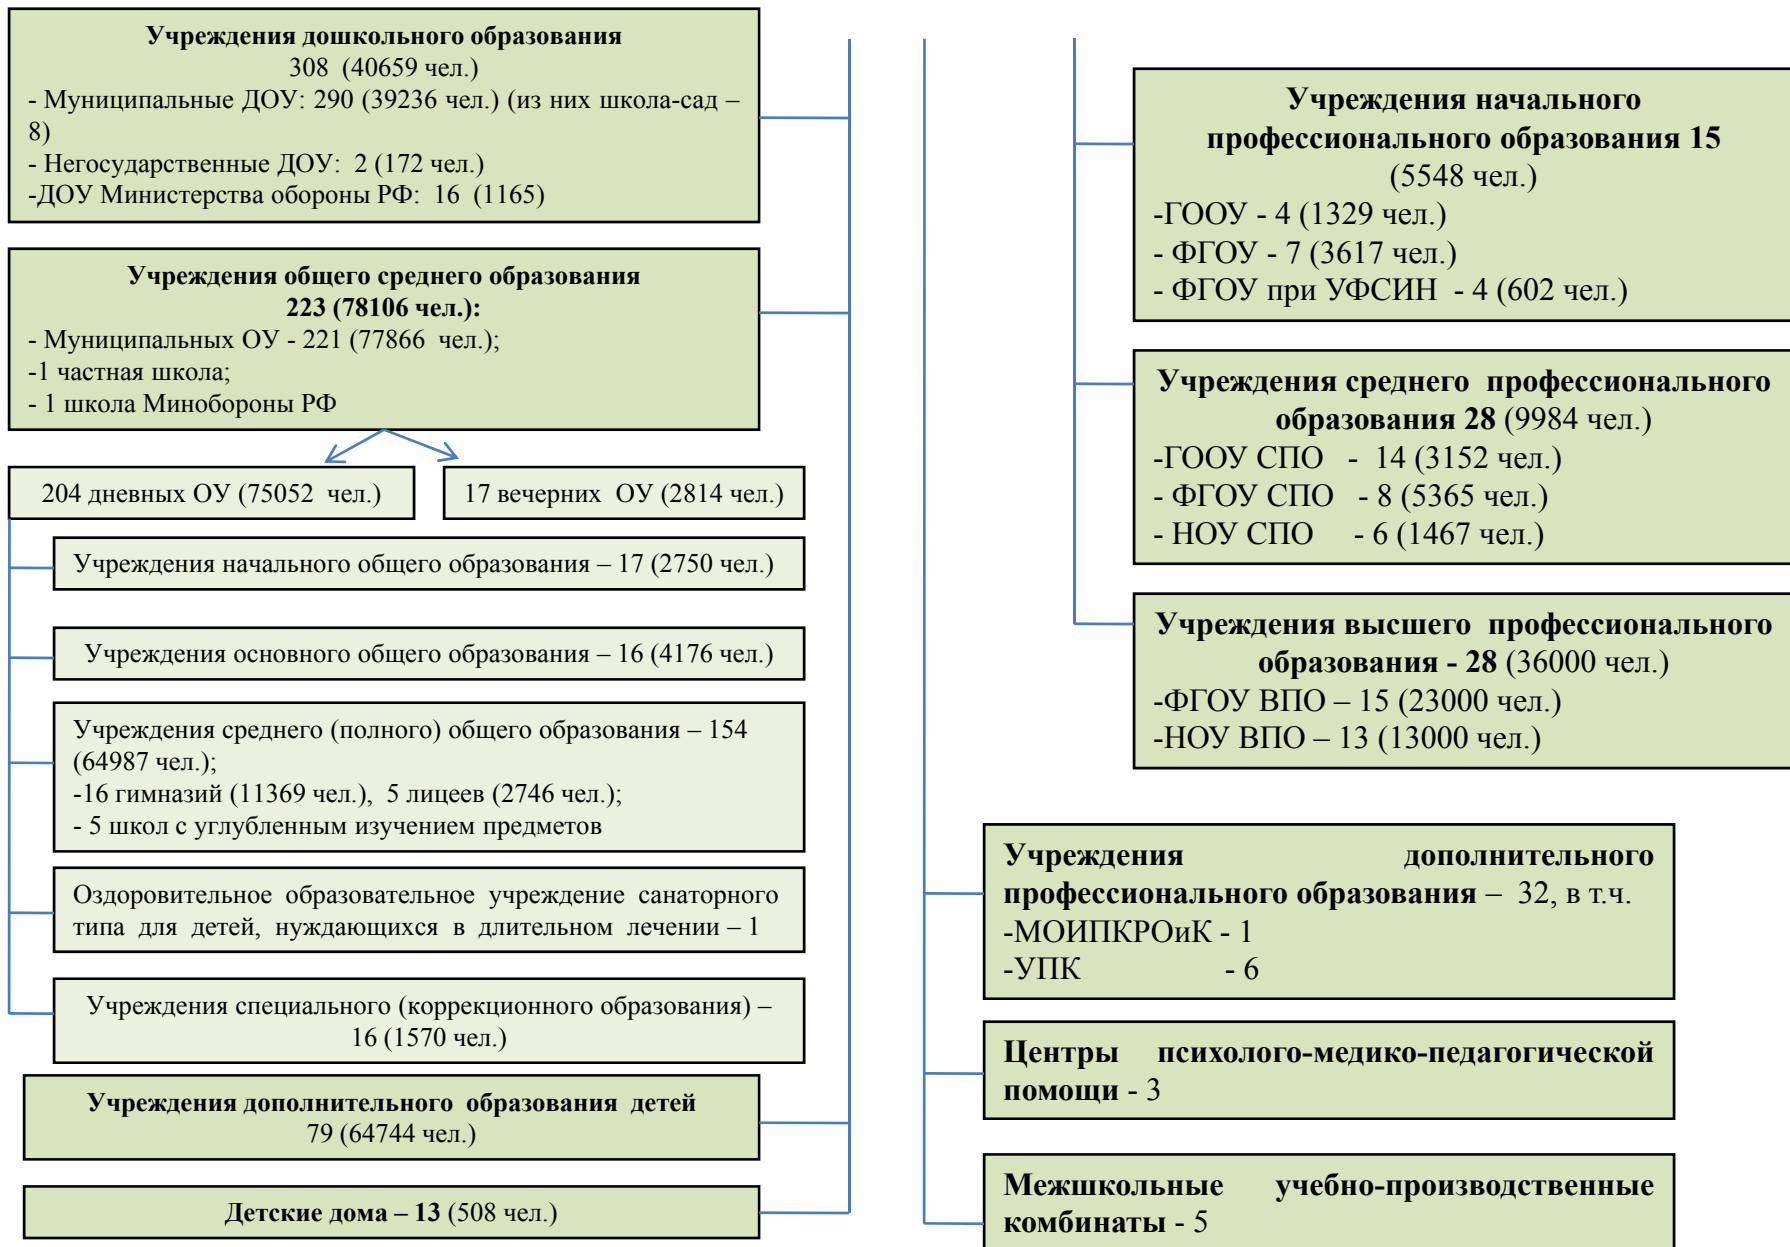 Учреждения дошкольного образования
308 (40659 чел.)
- Муниципальные ДОУ: 290 (39236 чел.) (из них школа-сад –
8)
- Негосударственные ДОУ: 2 (172 чел.)
-ДОУ Министерства обороны РФ: 16 (1165)
Учреждения общего среднего образования
223 (78106 чел.):
- Муниципальных ОУ - 221 (77866 чел.);
-1 частная школа;
- 1 школа Минобороны РФ
204 дневных ОУ (75052 чел.)
17 вечерних ОУ (2814 чел.)
Учреждения начального общего образования – 17 (2750 чел.)
Учреждения основного общего образования – 16 (4176 чел.)
Учреждения среднего (полного) общего образования – 154
(64987 чел.);
-16 гимназий (11369 чел.), 5 лицеев (2746 чел.);
- 5 школ с углубленным изучением предметов
Оздоровительное образовательное учреждение санаторного
типа для детей, нуждающихся в длительном лечении – 1
Учреждения специального (коррекционного образования) –
16 (1570 чел.)
Учреждения дополнительного образования детей
79 (64744 чел.)
Детские дома – 13 (508 чел.)
Учреждения начального
профессионального образования 15
(5548 чел.)
-ГООУ - 4 (1329 чел.)
- ФГОУ - 7 (3617 чел.)
- ФГОУ при УФСИН - 4 (602 чел.)
Учреждения среднего профессионального
образования 28 (9984 чел.)
-ГООУ СПО - 14 (3152 чел.)
- ФГОУ СПО - 8 (5365 чел.)
- НОУ СПО - 6 (1467 чел.)
Учреждения высшего профессионального
образования - 28 (36000 чел.)
-ФГОУ ВПО – 15 (23000 чел.)
-НОУ ВПО – 13 (13000 чел.)
Учреждения дополнительного
профессионального образования – 32, в т.ч.
-МОИПКРОиК - 1
-УПК - 6
Центры психолого-медико-педагогической
помощи - 3
Межшкольные учебно-производственные
комбинаты - 5